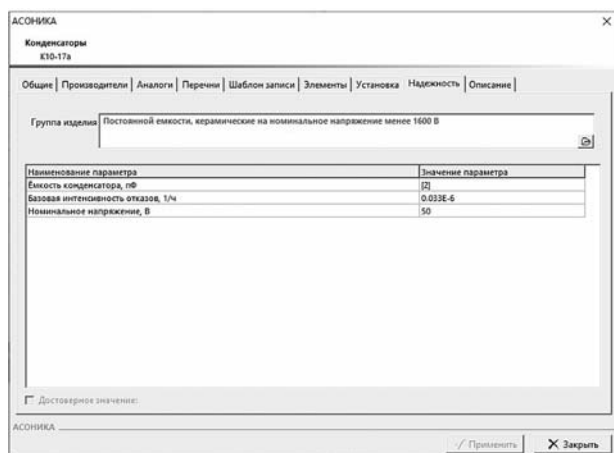 АСОНИКА
Конденсаторы
К10-17а
Общие Производители Аналоги Перечни Шаблон записи Элементы Установка Надежность Описание
Группа изделия Постоянной емкости, керамические на номинальное напряжение менее 1600 В
Наименование параметра Значение параметра
Ёмкость конденсатора, пФ [2]
Базовая интенсивность отказов, 1/ч 0.033E-6
Номинальное напряжение, В 50
Достоверное значение:
АСОНИКА
Применить Закрыть